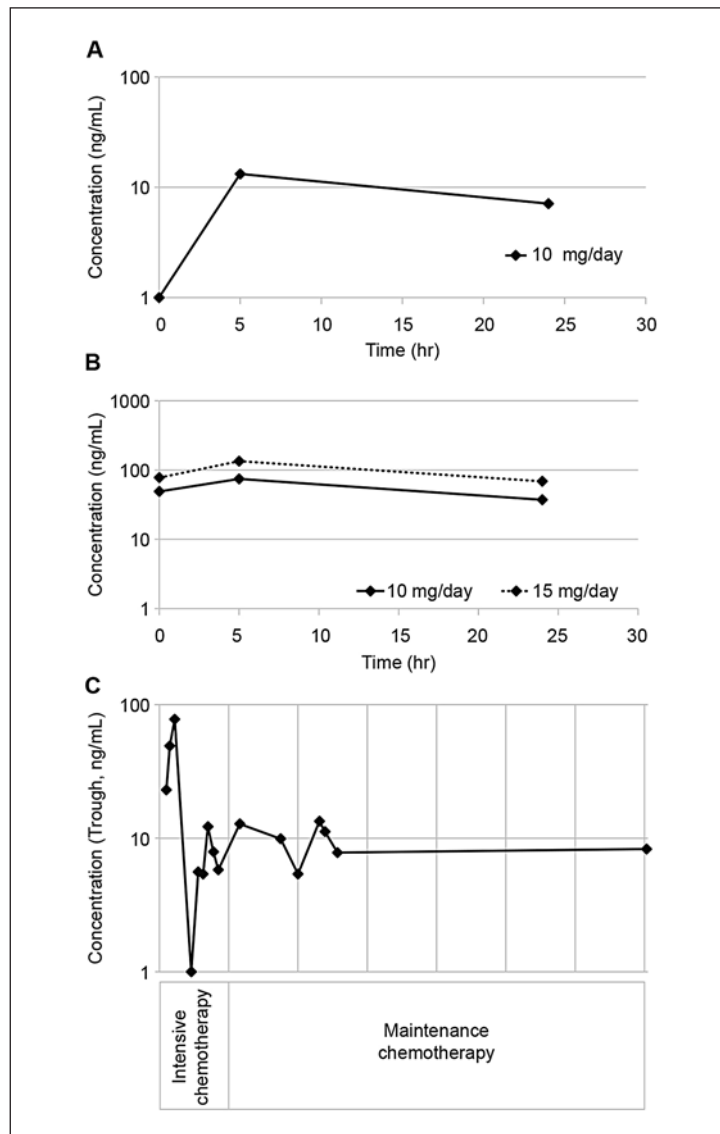 A
Concentration (ng/mL)
100
10
1
10 mg/day
0 5 10 15 20 25 30
Time (hr)
B
Concentration (ng/mL)
1000
100
10
1
10 mg/day 15 mg/day
0 5 10 15 20 25 30
Time (hr)
C
Concentration (Trough, ng/mL)
100
10
1
Intensive
chemotherapy
Maintenance
chemotherapy